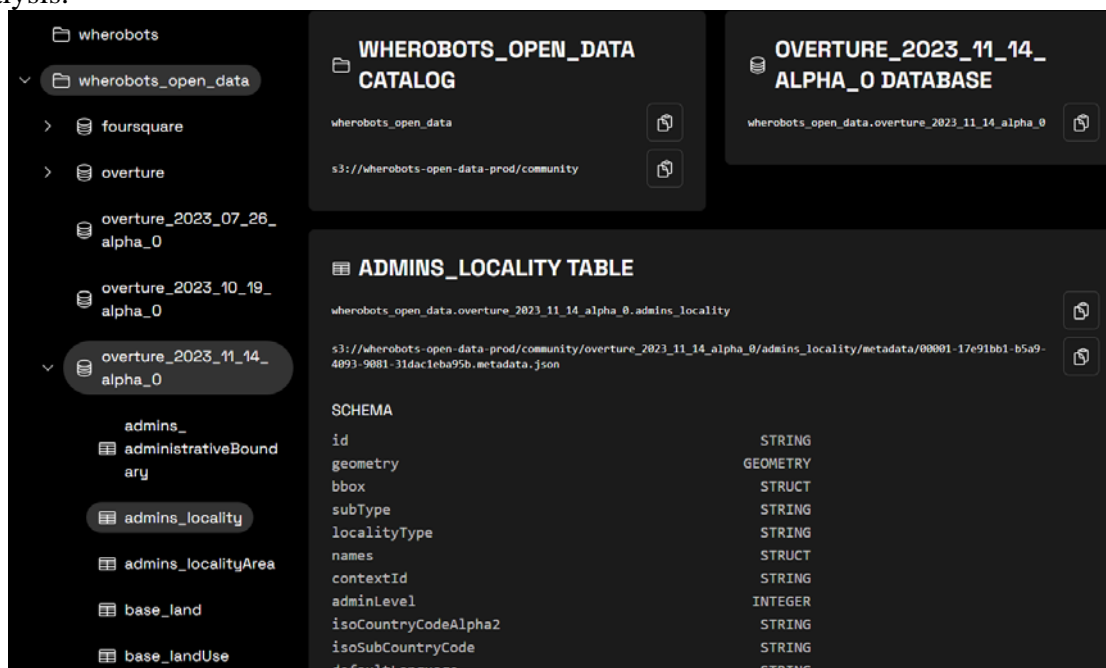 wherobots
wherobots_open_data
foursquare
overture
overture_2023_07_26_
alpha_0
overture_2023_10_19_
alpha_0
overture_2023_11_14_
alpha_0
admins_
administrativeBound
ary
admins_locality
admins_localityArea
base_land
base_landUse
WHEROBOTS_OPEN_DATA
CATALOG
wherobots_open_data
s3://wherobots-open-data-prod/community
OVERTURE_2023_11_14_
ALPHA_0 DATABASE
wherobots_open_data.overture_2023_11_14_alpha_0
ADMINS_LOCALITY TABLE
wherobots_open_data.overture_2023_11_14_alpha_0.admins_locality
s3://wherobots-open-data-prod/community/overture_2023_11_14_alpha_0/admins_locality/metadata/00001-17e91bb1-b5a9-
4093-9081-31dac1eba95b.metadata.json
SCHEMA
id STRING
geometry GEOMETRY
bbox STRUCT
subType STRING
localityType STRING
names STRUCT
contextId STRING
adminLevel INTEGER
isoCountryCodeAlpha2 STRING
isoSubCountryCode STRING